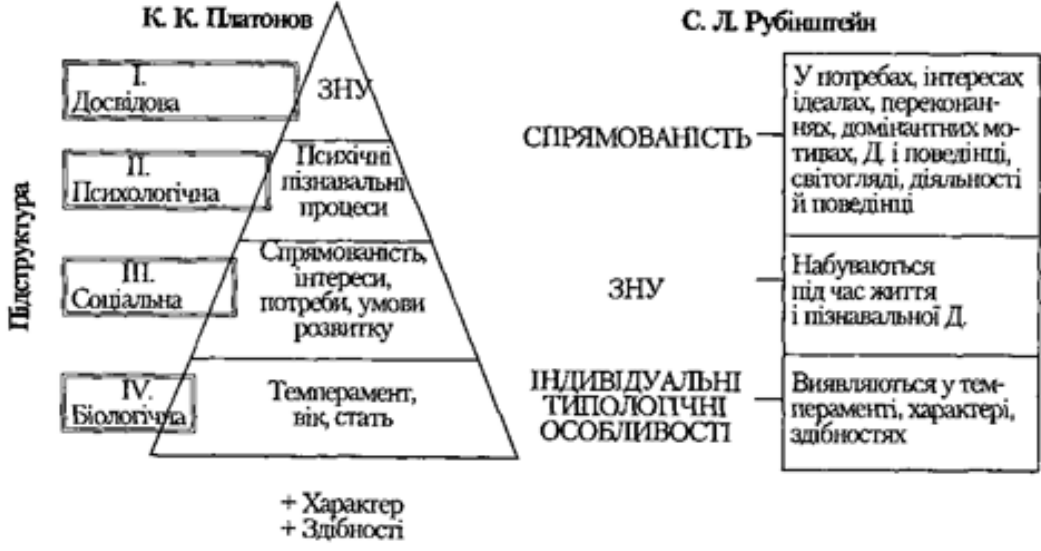 К. К. Платонов
Підструктура
I.
Досвідова
ЗНУ
II.
Психологічна
Психічні
пізнавальні
процеси
III.
Соціальна
Спрямованість,
інтереси,
потреби, умови
розвитку
IV.
Біологічна
Темперамент,
вік, стать
+ Характер
+ Здібності
С. Л. Рубінштейн
СПРЯМОВАНІСТЬ
У потребах, інтересах
ідеалах, переконан-
нях, домінантних мо-
тивах, Д. і поведінці,
світогляді, діяльності
й поведінці
ЗНУ
Набуваються
під час життя
і пізнавальної Д.
ІНДИВІДУАЛЬНІ
ТИПОЛОГІЧНІ
ОСОБЛИВОСТІ
Виявляються у тем-
пераменті, характері,
здібностях